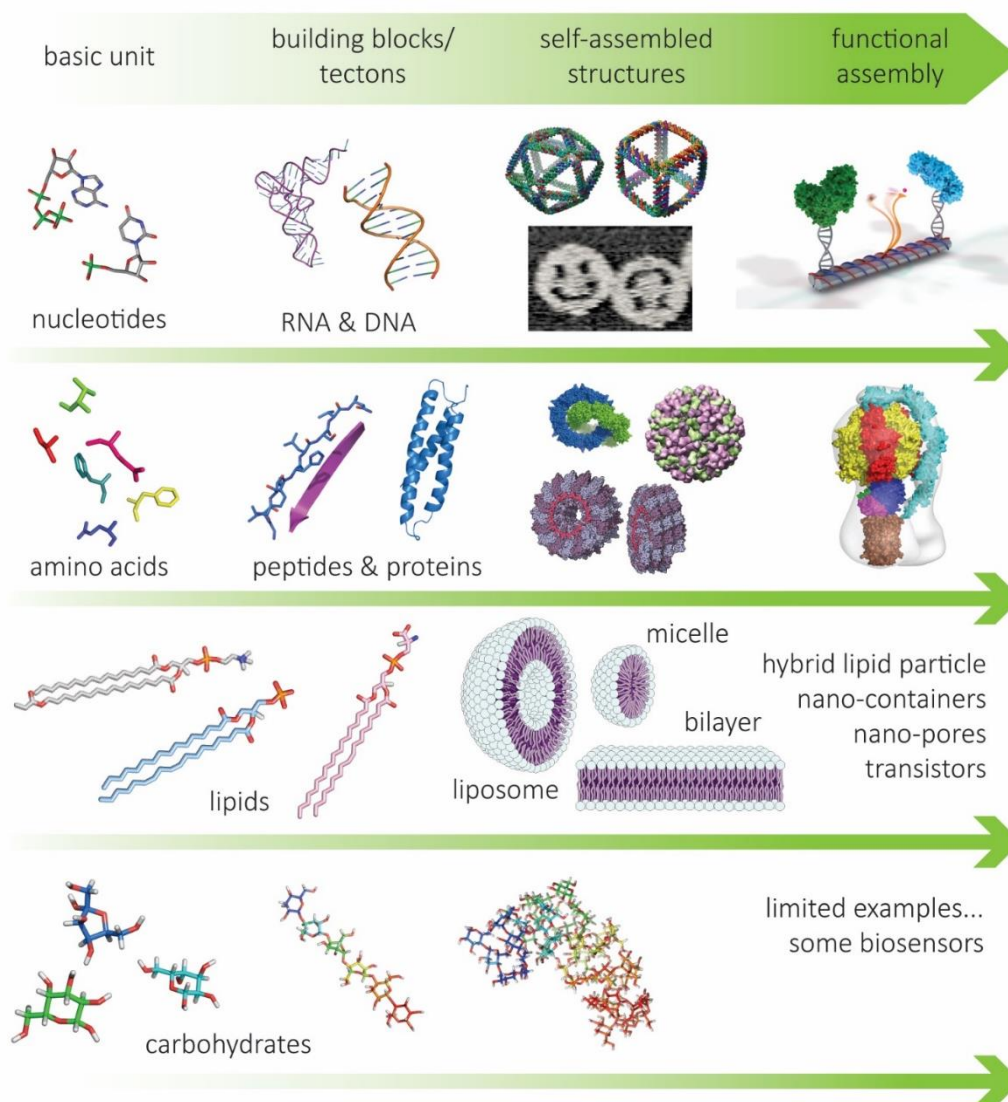 basic unit
building blocks/
tectons
self-assembled
structures
functional
assembly
nucleotides
RNA & DNA
amino acids
peptides & proteins
lipids
liposome
micelle
bilayer
hybrid lipid particle
nano-containers
nano-pores
transistors
carbohydrates
limited examples...
some biosensors